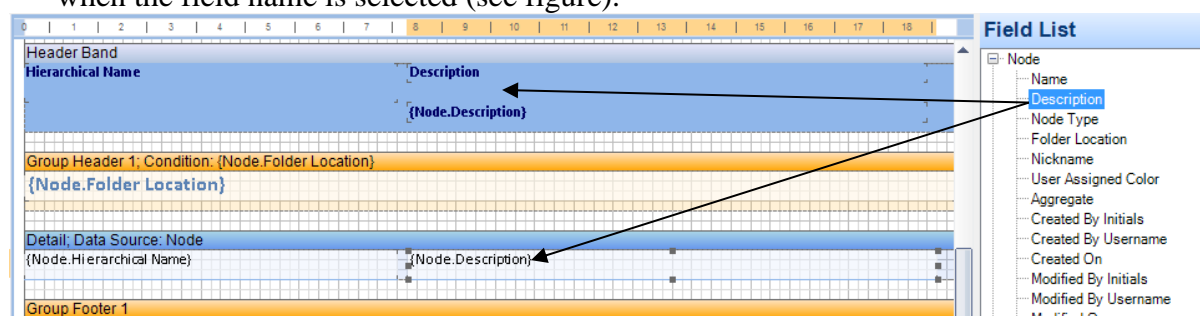 when the field name is selected (see figure).
0 1 2 3 4 5 6 7 8 9 10 11 12 13 14 15 16 17 18
Header Band
Hierarchical Name Description
{Node.Description}
Group Header 1; Condition: {Node.Folder Location}
{Node.Folder Location}
Detail; Data Source: Node
{Node.Hierarchical Name} {Node.Description}
Group Footer 1
Field List
Node
Name
Description
Node Type
Folder Location
Nickname
User Assigned Color
Aggregate
Created By Initials
Created By Username
Created On
Modified By Initials
Modified By Username